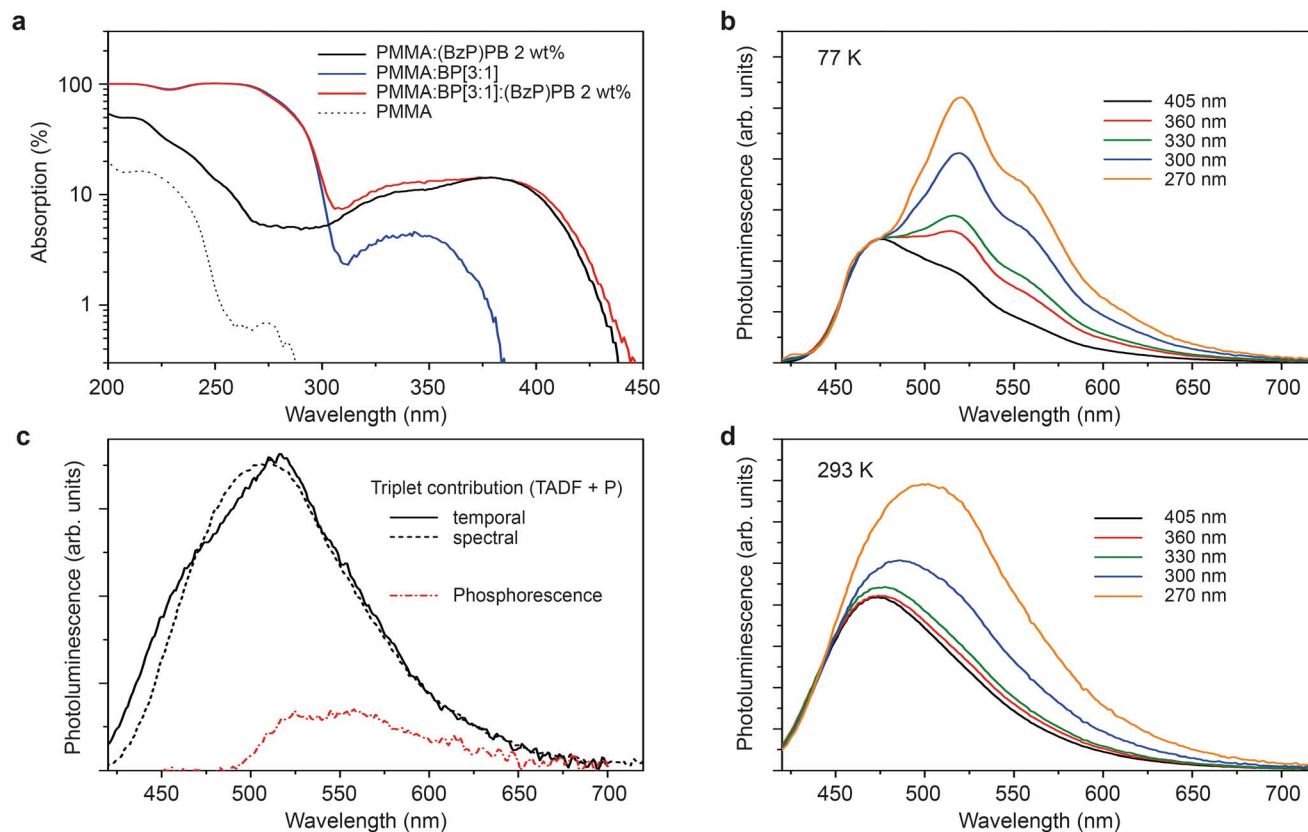 a
PMMA:(BzP)PB 2 wt%
PMMA:BP[3:1]
PMMA:BP[3:1]:(BzP)PB 2 wt%
PMMA
100
10
1
Absorption (%)
200 250 300 350 400 450
Wavelength (nm)
b
77 K
405 nm
360 nm
330 nm
300 nm
270 nm
Photoluminescence (arb. units)
450 500 550 600 650 700
Wavelength (nm)
c
Triplet contribution (TADF + P)
temporal
spectral
Phosphorescence
Photoluminescence (arb. units)
450 500 550 600 650 700
Wavelength (nm)
d
293 K
405 nm
360 nm
330 nm
300 nm
270 nm
Photoluminescence (arb. units)
450 500 550 600 650 700
Wavelength (nm)